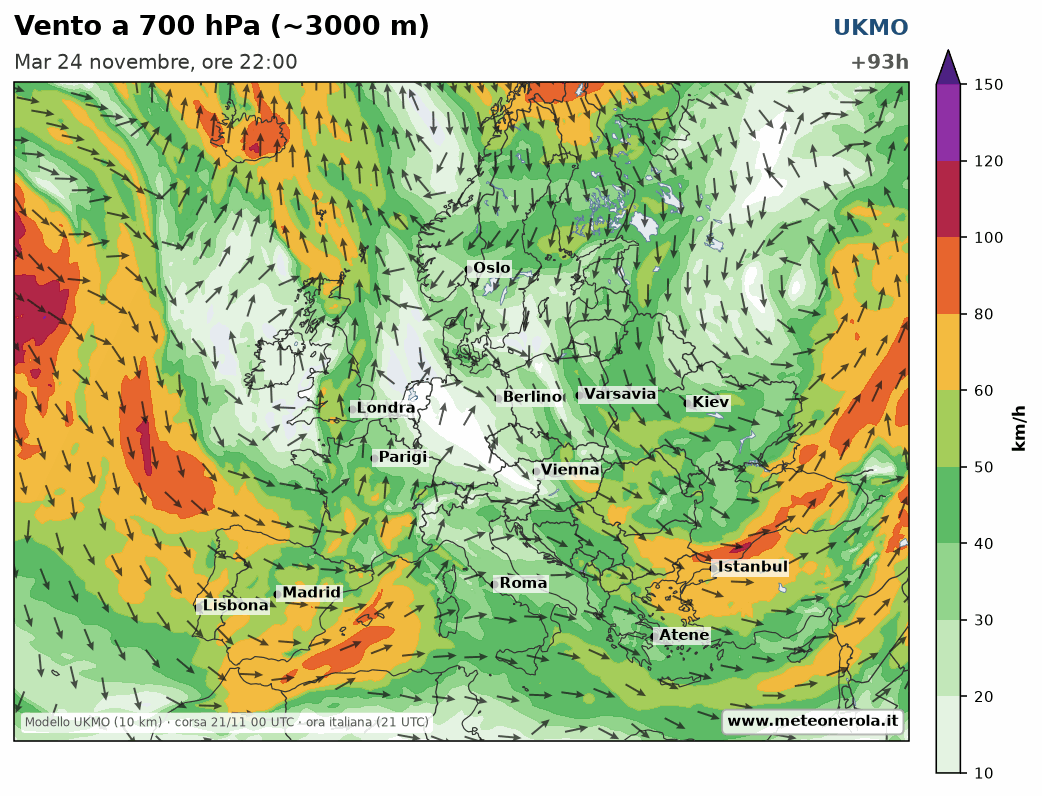 Vento a 700 hPa (~3000 m)
UKMO
Mar 24 novembre, ore 22:00
+93h
150
120
100
80
60
50
40
30
20
10
km/h
Oslo
Londra
Berlino
Varsavia
Kiev
Parigi
Vienna
Istanbul
Roma
Madrid
Lisbona
Atene
Modello UKMO (10 km) · corsa 21/11 00 UTC · ora italiana (21 UTC)
www.meteonerola.it